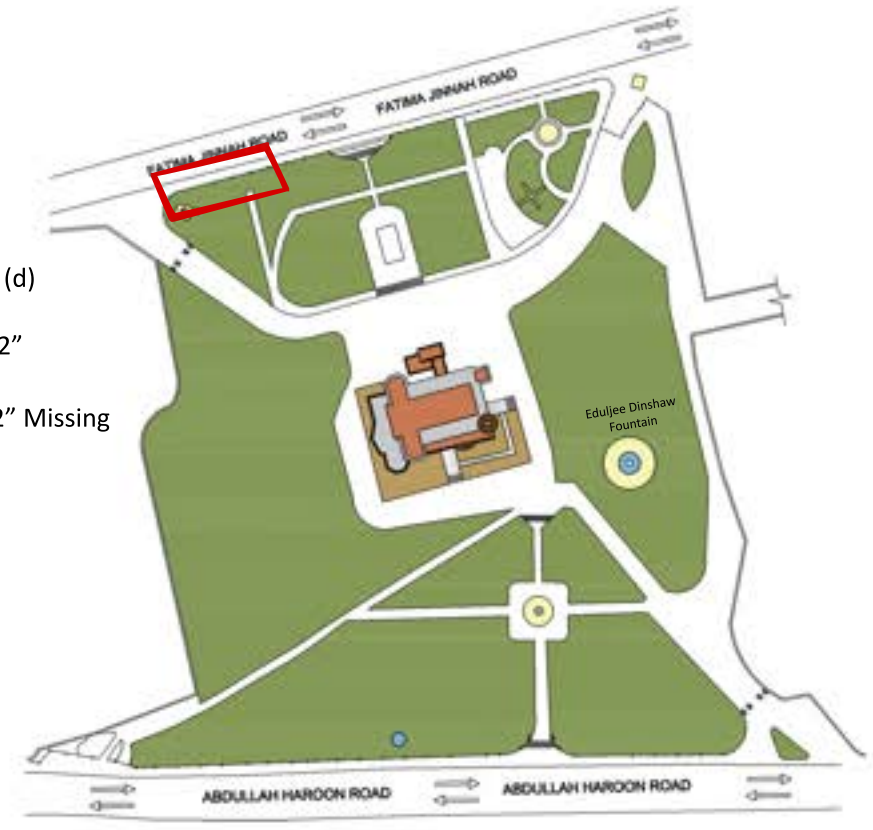 FATIMA JINNAH ROAD
FATIMA JINNAH ROAD
(d)
2”
2” Missing
Eduljee Dinshaw
Fountain
ABDULLAH HAROON ROAD
ABDULLAH HAROON ROAD